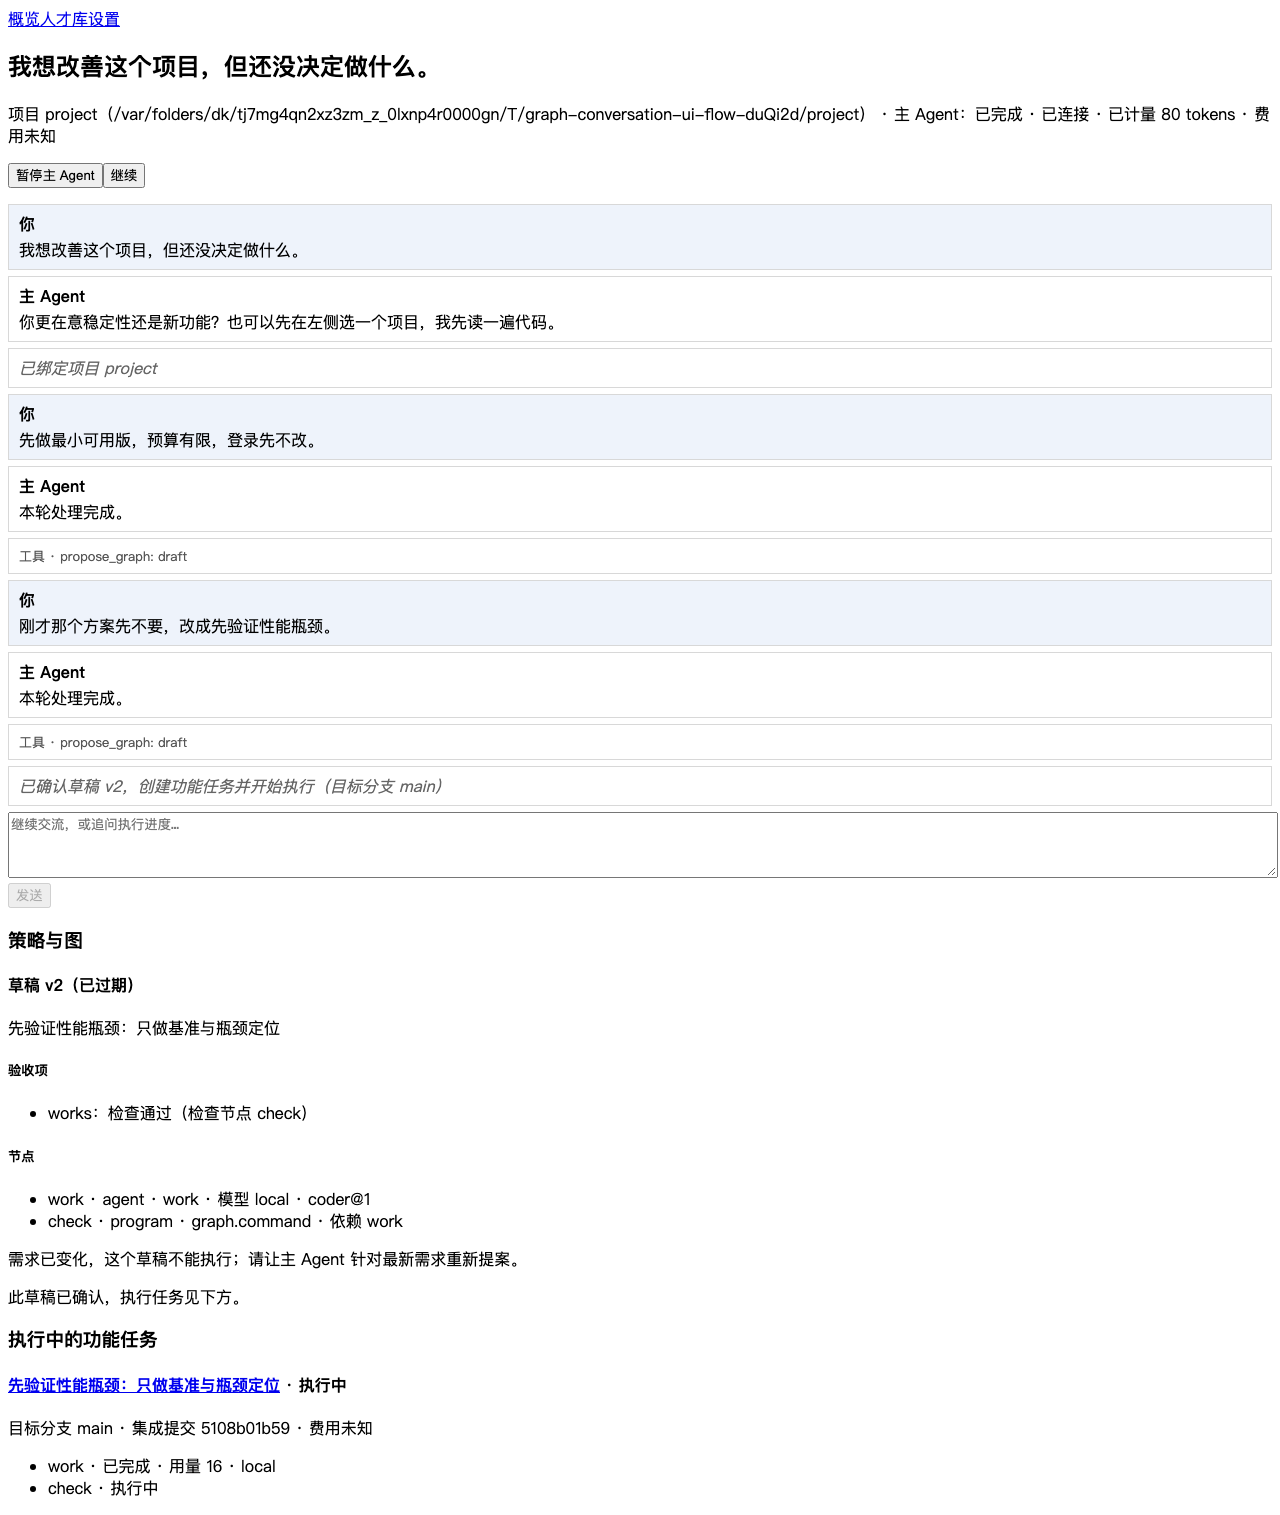 概览人才库设置
我想改善这个项目，但还没决定做什么。
项目 project（/var/folders/dk/tj7mg4qn2xz3zm_z_0lxnp4r0000gn/T/graph-conversation-ui-flow-duQi2d/project） · 主 Agent：已完成 · 已连接 · 已计量 80 tokens · 费
用未知
暂停主 Agent 继续
你
我想改善这个项目，但还没决定做什么。
主 Agent
你更在意稳定性还是新功能？也可以先在左侧选一个项目，我先读一遍代码。
已绑定项目 project
你
先做最小可用版，预算有限，登录先不改。
主 Agent
本轮处理完成。
工具 · propose_graph: draft
你
刚才那个方案先不要，改成先验证性能瓶颈。
主 Agent
本轮处理完成。
工具 · propose_graph: draft
已确认草稿 v2，创建功能任务并开始执行（目标分支 main）
继续交流，或追问执行进度…
发送
策略与图
草稿 v2（已过期）
先验证性能瓶颈：只做基准与瓶颈定位
验收项
works：检查通过（检查节点 check）
节点
work · agent · work · 模型 local · coder@1
check · program · graph.command · 依赖 work
需求已变化，这个草稿不能执行；请让主 Agent 针对最新需求重新提案。
此草稿已确认，执行任务见下方。
执行中的功能任务
先验证性能瓶颈：只做基准与瓶颈定位 · 执行中
目标分支 main · 集成提交 5108b01b59 · 费用未知
work · 已完成 · 用量 16 · local
check · 执行中